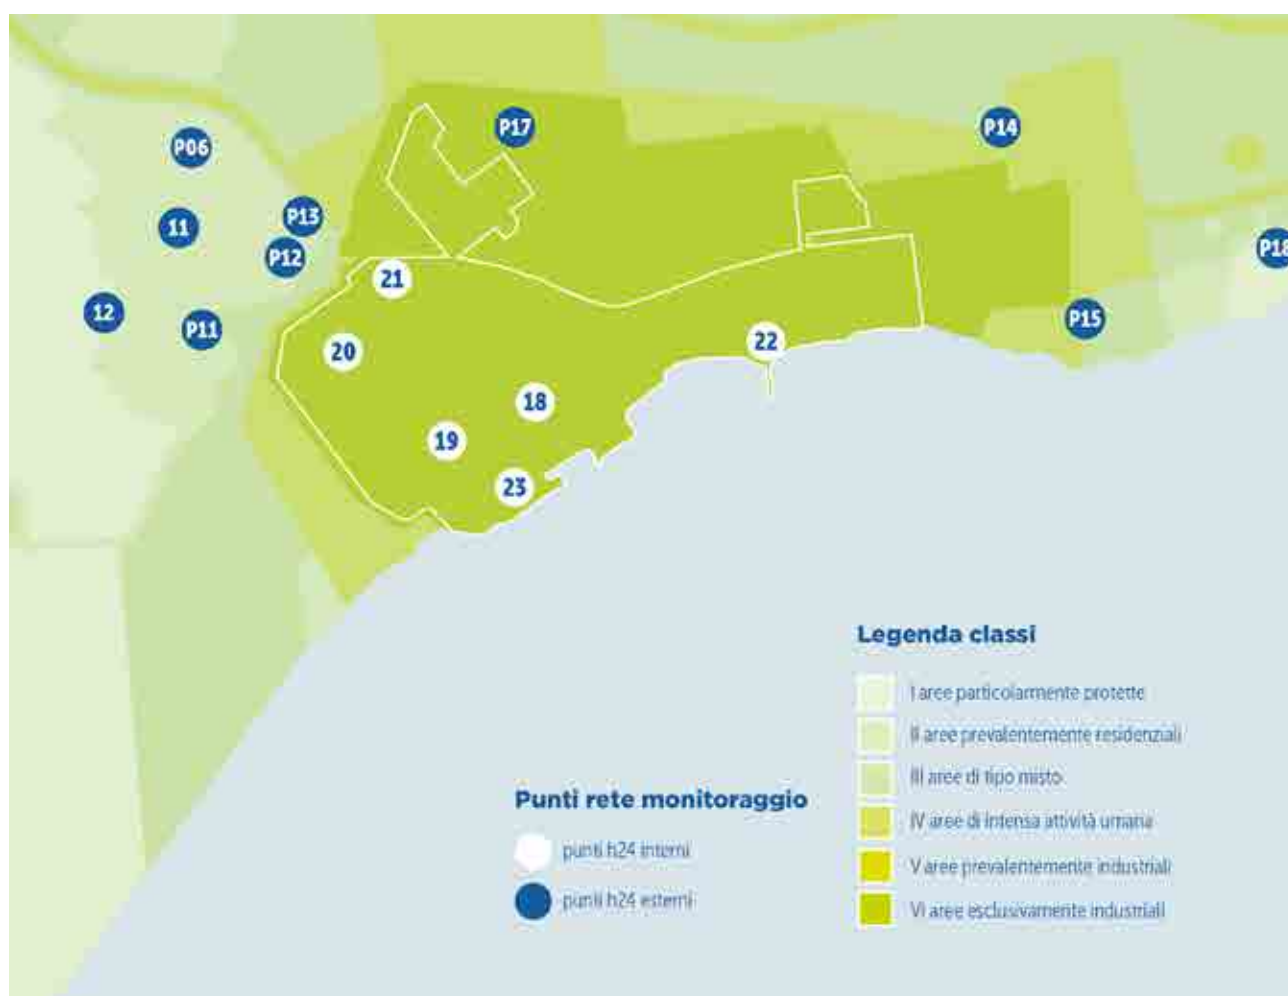 P17
P14
P06
P13
11
P18
P12
21
12
P15
P11
22
20
18
19
23
Legenda classi
I aree particolarmente protette
II aree prevalentemente residenziali
III aree di tipo misto
IV aree di intensa attività umana
V aree prevalentemente industriali
VI aree esclusivamente industriali
Punti rete monitoraggio
punti h24 interni
punti h24 esterni